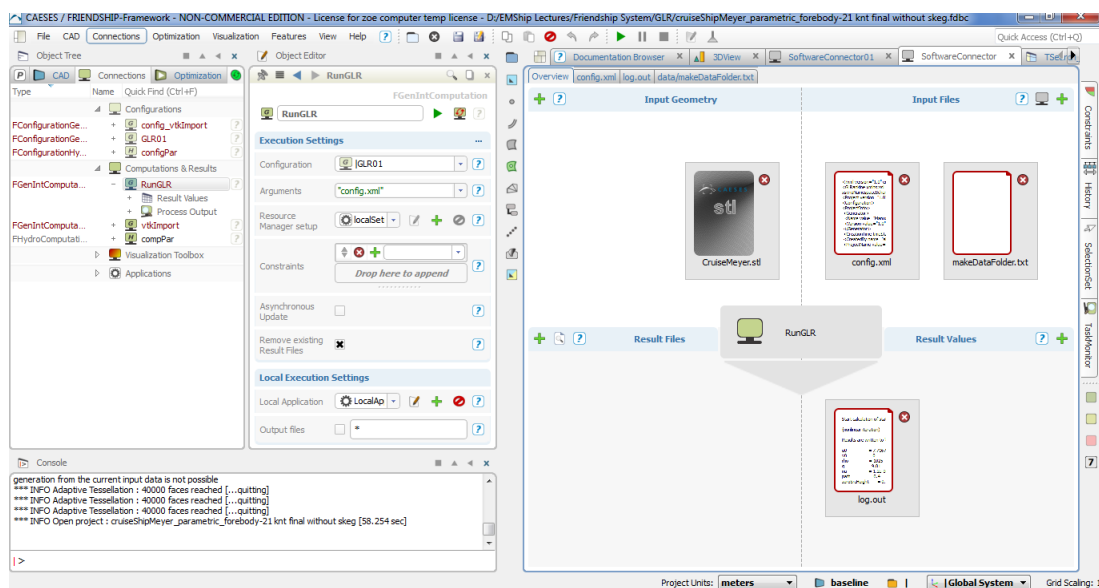 CAESES / FRIENDSHIP-Framework - NON-COMMERCIAL EDITION - License for zoe computer temp license - D:/EMShip Lectures/Friendship System/GLR/cruiseShipMeyer_parametric_forebody-21 knt final without skeg.fdbc
File CAD Connections Optimization Visualization Features View Help
Quick Access (Ctrl+Q)
Object Tree
CAD Connections Optimization
Type Name Quick Find (Ctrl+F)
Configurations
FConfigurationGe... config_vtkImport
FConfigurationGe... GLR01
FConfigurationHy... configPar
Computations & Results
FGenIntComputa... RunGLR
Result Values
Process Output
FGenIntComputa... vtkImport
FHydroComputati... compPar
Visualization Toolbox
Applications
Object Editor
RunGLR
FGenIntComputation
RunGLR
Execution Settings ...
Configuration |GLR01
Arguments "config.xml"
Resource Manager setup localSet
Constraints
Drop here to append
Asynchronous Update
Remove existing Result Files
Local Execution Settings
Local Application LocalAp
Output files *
Documentation Browser 3DView SoftwareConnector01 SoftwareConnector
Overview config.xml log.out data/makeDataFolder.txt
Input Geometry Input Files
stl
CruiseMeyer.stl
config.xml
makeDataFolder.txt
Result Files RunGLR Result Values
log.out
Constraints
History
SelectionSet
TaskMonitor
7
Console
generation from the current input data is not possible
*** INFO Adaptive Tessellation : 40000 faces reached [...quitting]
*** INFO Adaptive Tessellation : 40000 faces reached [...quitting]
*** INFO Adaptive Tessellation : 40000 faces reached [...quitting]
*** INFO Open project : cruiseShipMeyer_parametric_forebody-21 knt final without skeg [58.254 sec]
| >
Project Units: meters baseline | |Global System Grid Scaling: 1